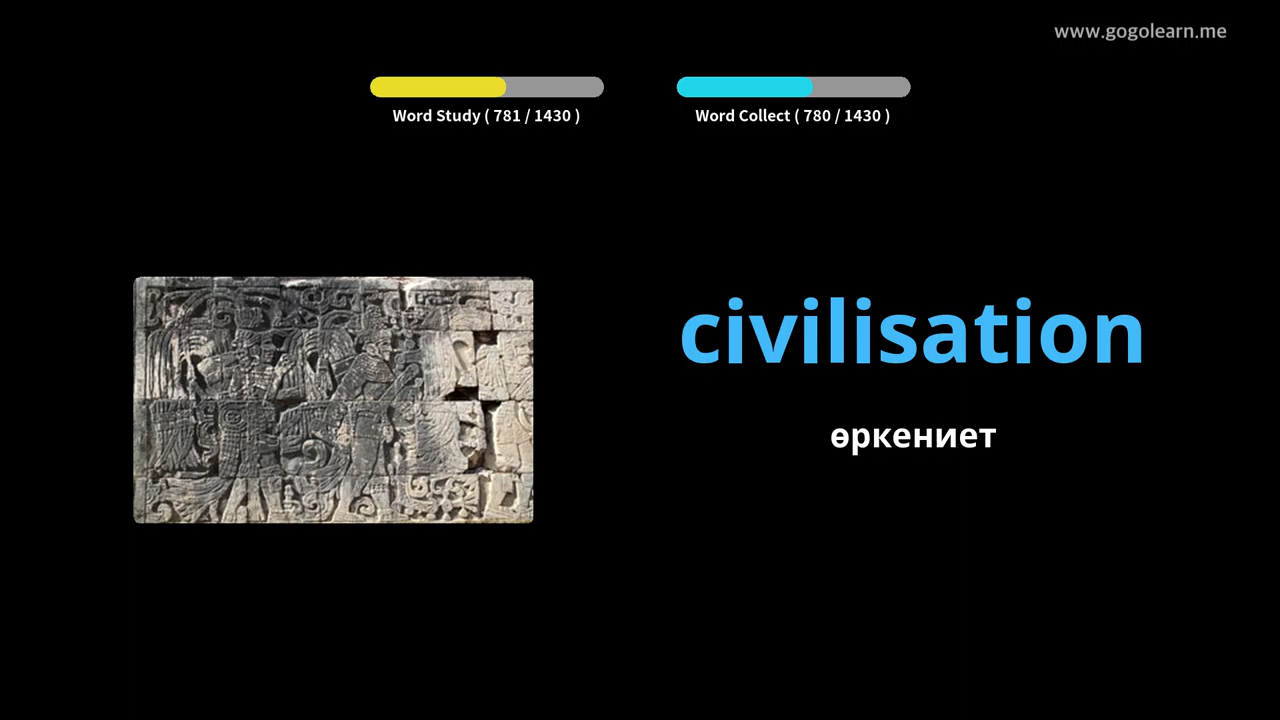 www.gogolearn.me
Word Study ( 781 / 1430 )
Word Collect ( 780 / 1430 )
civilisation
өркениет